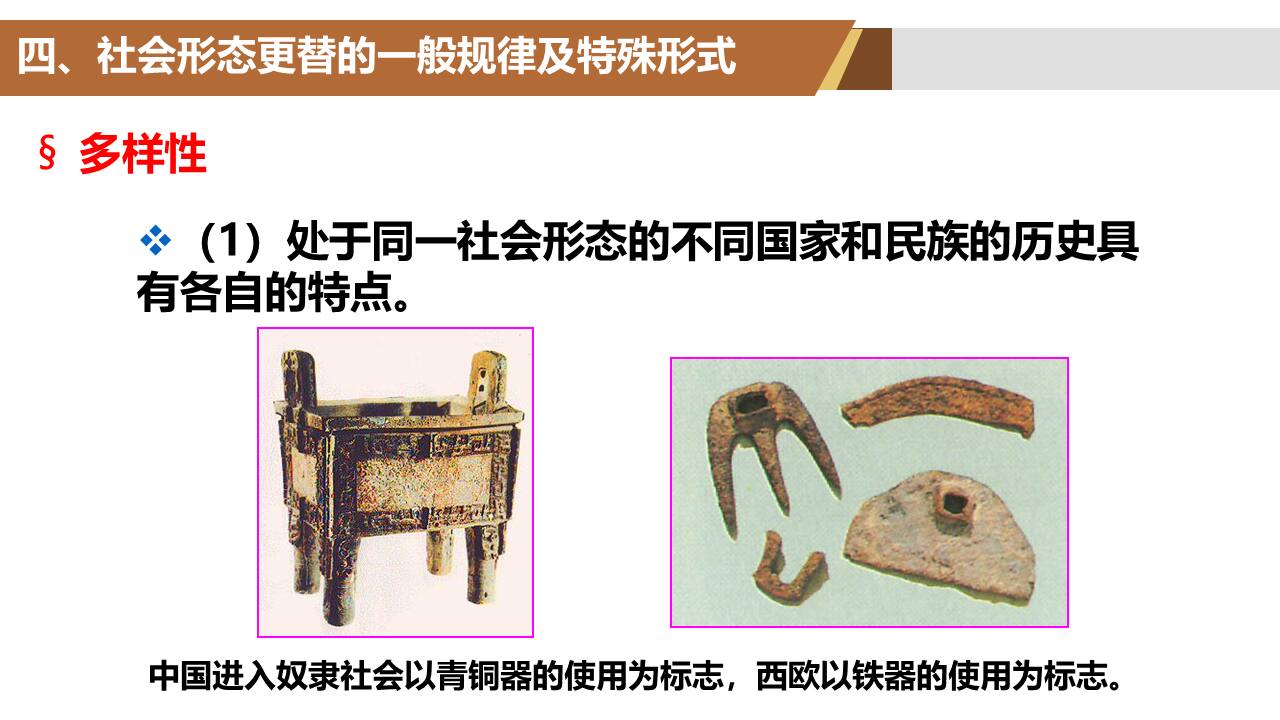 四、社会形态更替的一般规律及特殊形式
§ 多样性
❖（1）处于同一社会形态的不同国家和民族的历史具
有各自的特点。
中国进入奴隶社会以青铜器的使用为标志，西欧以铁器的使用为标志。